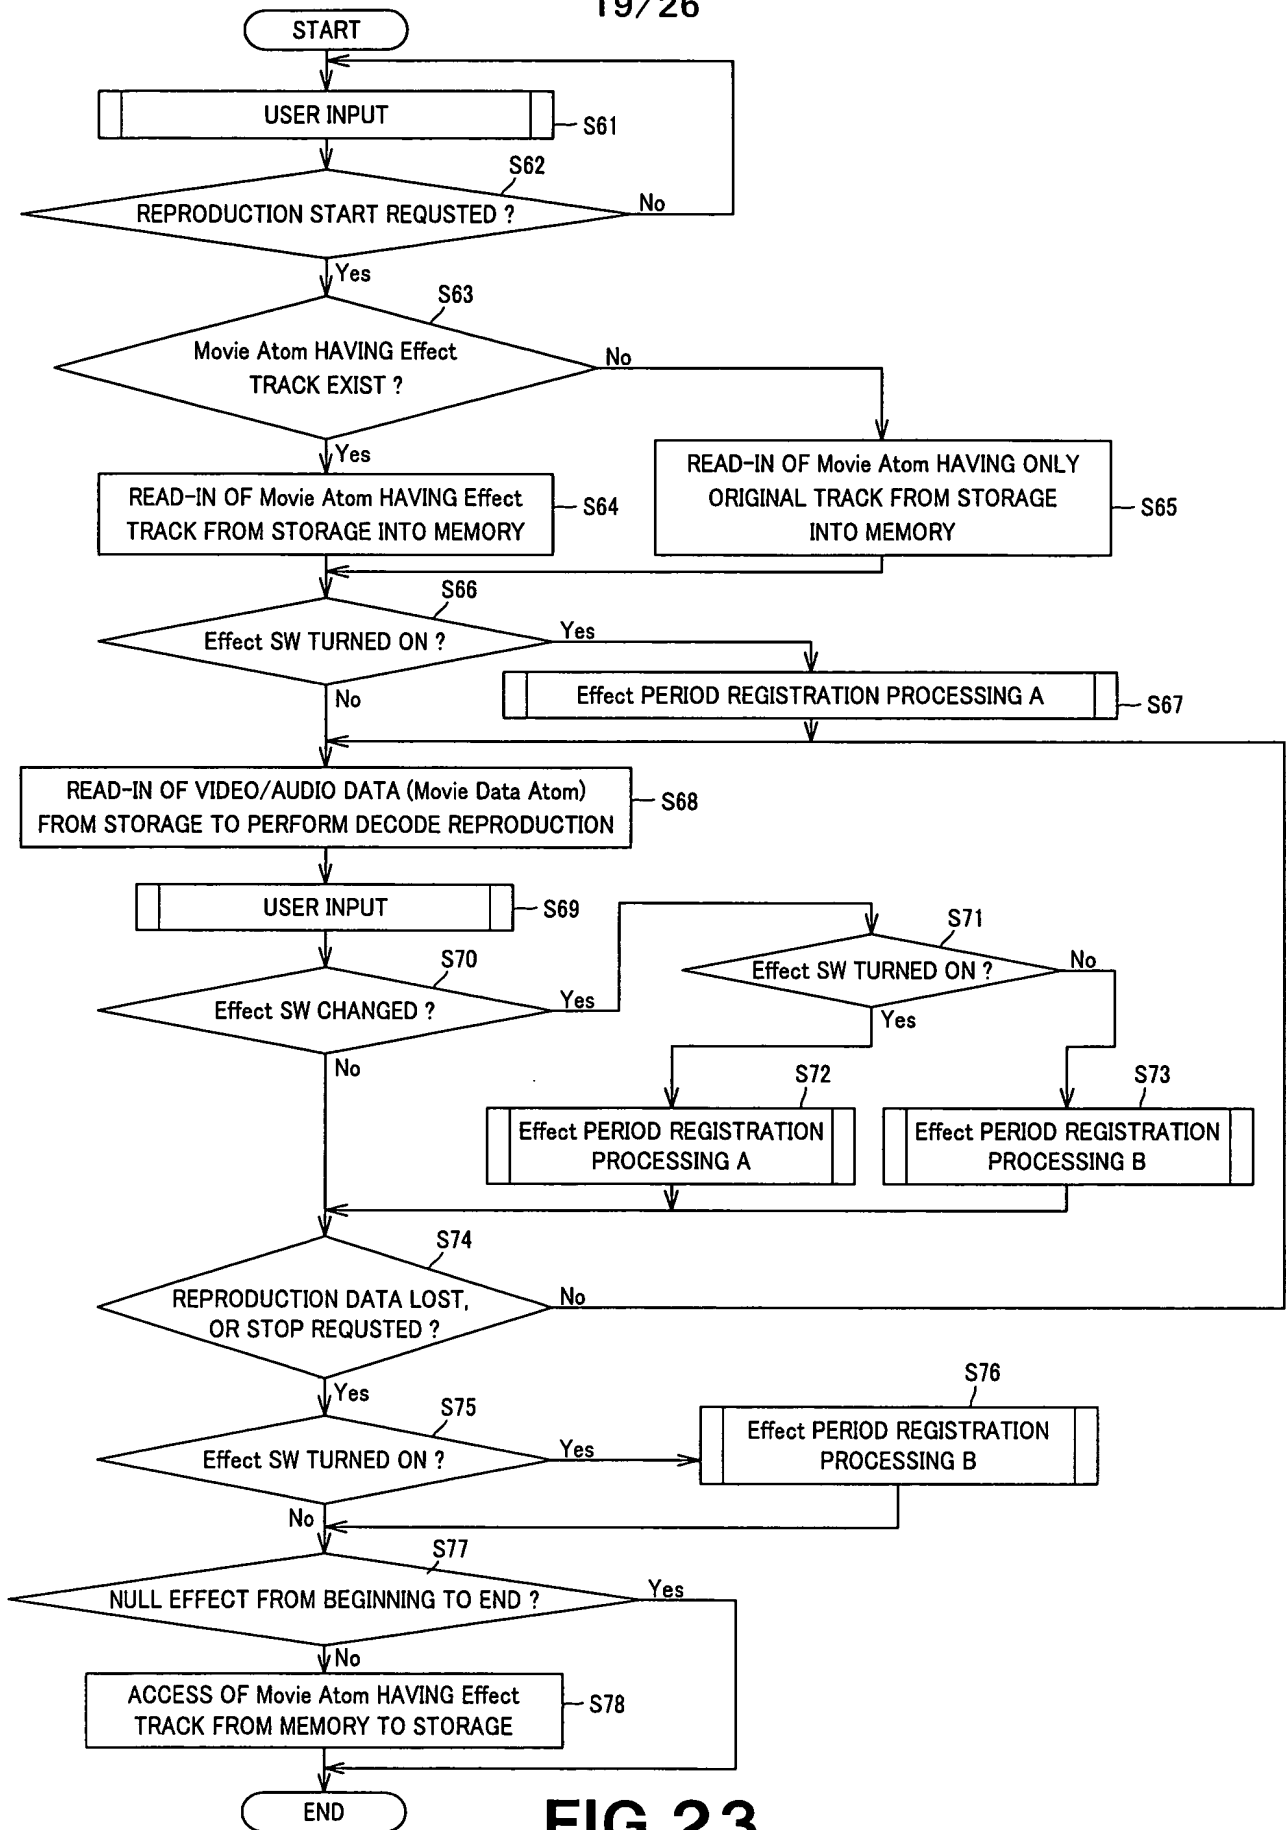 19/26
START
USER INPUT
S61
S62
REPRODUCTION START REQUSTED ?
No
Yes
S63
Movie Atom HAVING Effect
TRACK EXIST ?
No
Yes
READ-IN OF Movie Atom HAVING Effect
TRACK FROM STORAGE INTO MEMORY
S64
READ-IN OF Movie Atom HAVING ONLY
ORIGINAL TRACK FROM STORAGE
INTO MEMORY
S65
S66
Effect SW TURNED ON ?
Yes
No
Effect PERIOD REGISTRATION PROCESSING A
S67
READ-IN OF VIDEO/AUDIO DATA (Movie Data Atom)
FROM STORAGE TO PERFORM DECODE REPRODUCTION
S68
USER INPUT
S69
S70
Effect SW CHANGED ?
Yes
No
S71
Effect SW TURNED ON ?
No
Yes
S72
Effect PERIOD REGISTRATION
PROCESSING A
S73
Effect PERIOD REGISTRATION
PROCESSING B
S74
REPRODUCTION DATA LOST,
OR STOP REQUSTED ?
No
Yes
S75
Effect SW TURNED ON ?
Yes
No
S76
Effect PERIOD REGISTRATION
PROCESSING B
S77
NULL EFFECT FROM BEGINNING TO END ?
Yes
No
ACCESS OF Movie Atom HAVING Effect
TRACK FROM MEMORY TO STORAGE
S78
END
FIG.23